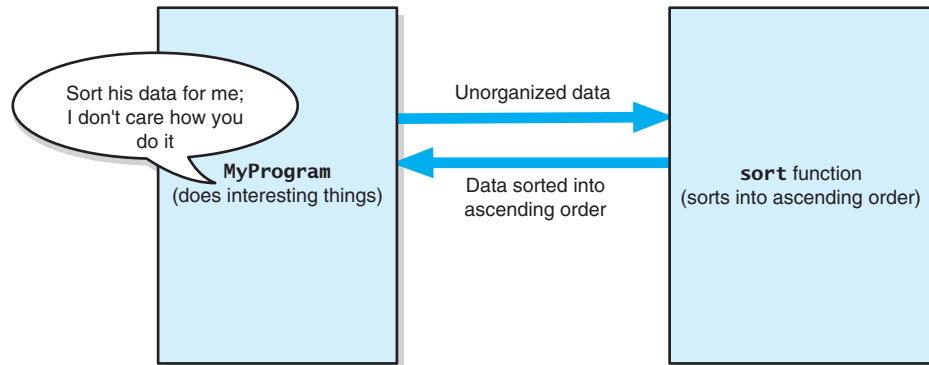 Sort his data for me;
I don't care how you
do it
MyProgram
(does interesting things)
Unorganized data
Data sorted into
ascending order
sort function
(sorts into ascending order)